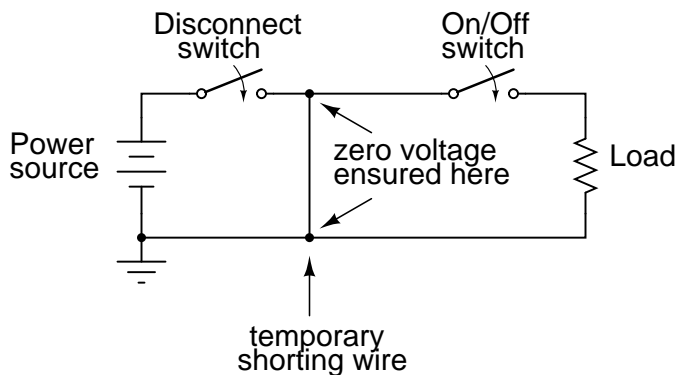 Disconnect
switch
On/Off
switch
Power
source
zero voltage
ensured here
Load
temporary
shorting wire